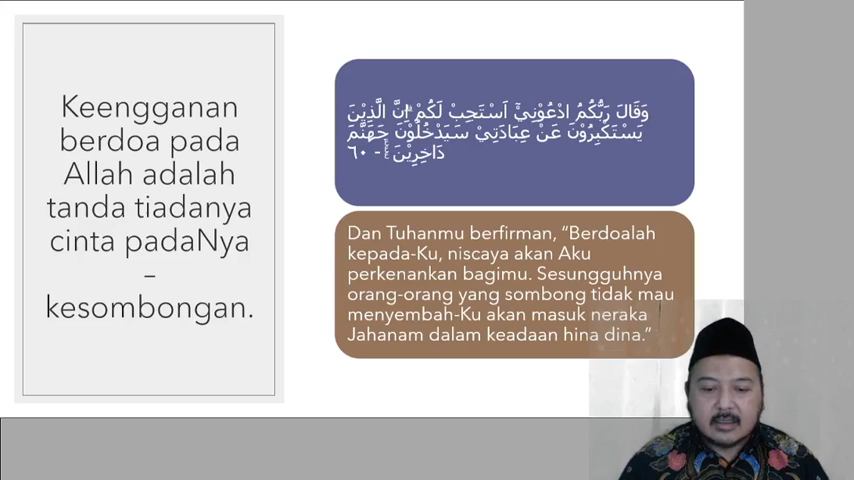 Keengganan
berdoa pada
Allah adalah
tanda tiadanya
cinta padaNya
–
kesombongan.
وَقَالَ رَبُّكُمُ ادْعُوْنِيْٓ اَسْتَجِبْ لَكُمْ ۗاِنَّ الَّذِيْنَ
يَسْتَكْبِرُوْنَ عَنْ عِبَادَتِيْ سَيَدْخُلُوْنَ جَهَنَّمَ
دَاخِرِيْنَ ࣖ - ٦٠
Dan Tuhanmu berfirman, “Berdoalah
kepada-Ku, niscaya akan Aku
perkenankan bagimu. Sesungguhnya
orang-orang yang sombong tidak mau
menyembah-Ku akan masuk neraka
Jahanam dalam keadaan hina dina.”